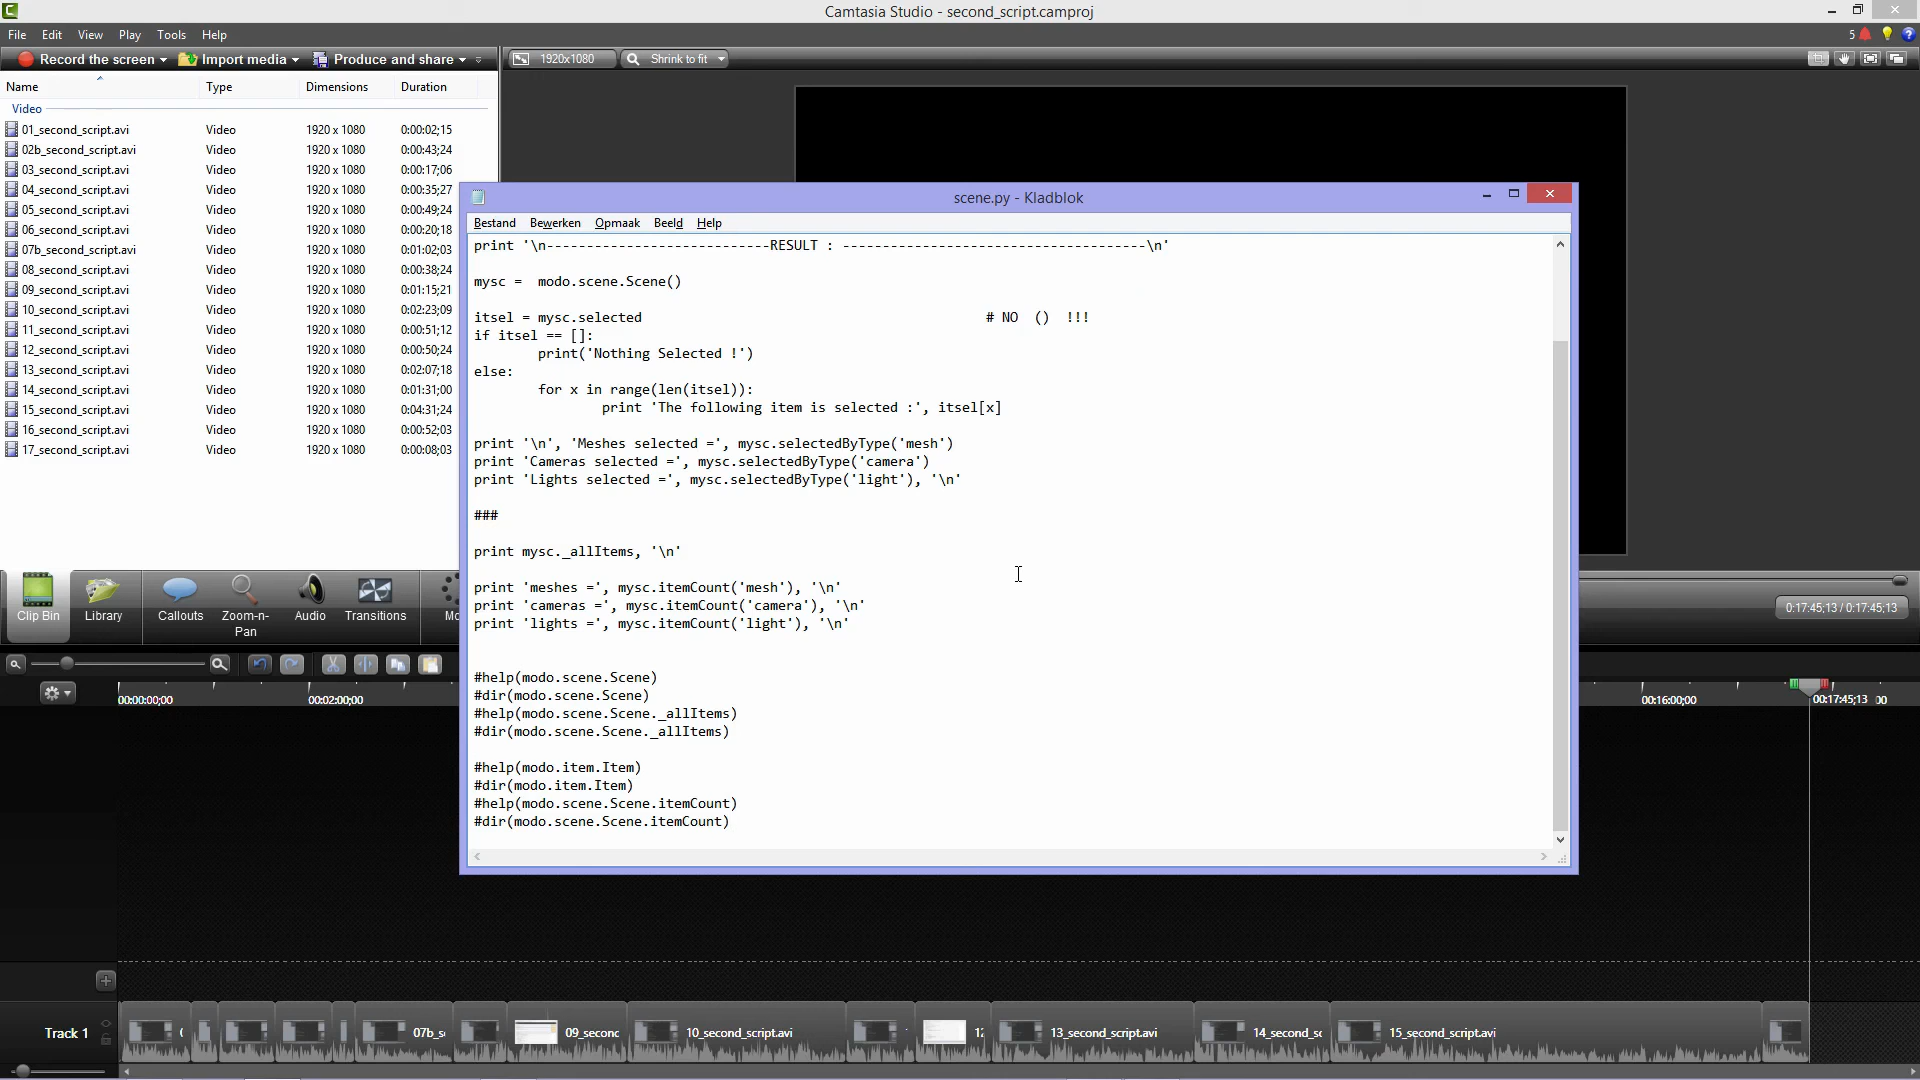 Camtasia Studio - second_script.camproj
File Edit View Play Tools Help 5
Record the screen Import media Produce and share 1920x1080 Shrink to fit
Name Type Dimensions Duration
Video
01_second_script.avi Video 1920 x 1080 0:00:02;15
02b_second_script.avi Video 1920 x 1080 0:00:43;24
03_second_script.avi Video 1920 x 1080 0:00:17;06
04_second_script.avi Video 1920 x 1080 0:00:35;27
05_second_script.avi Video 1920 x 1080 0:00:49;24
06_second_script.avi Video 1920 x 1080 0:00:20;18
07b_second_script.avi Video 1920 x 1080 0:01:02;03
08_second_script.avi Video 1920 x 1080 0:00:38;24
09_second_script.avi Video 1920 x 1080 0:01:15;21
10_second_script.avi Video 1920 x 1080 0:02:23;09
11_second_script.avi Video 1920 x 1080 0:00:51;12
12_second_script.avi Video 1920 x 1080 0:00:50;24
13_second_script.avi Video 1920 x 1080 0:02:07;18
14_second_script.avi Video 1920 x 1080 0:01:31;00
15_second_script.avi Video 1920 x 1080 0:04:31;24
16_second_script.avi Video 1920 x 1080 0:00:52;03
17_second_script.avi Video 1920 x 1080 0:00:08;03
scene.py - Kladblok
Bestand Bewerken Opmaak Beeld Help
print '\n----------------------------RESULT : --------------------------------------\n'
mysc =  modo.scene.Scene()
itsel = mysc.selected # NO  ()  !!!
if itsel == []:
print('Nothing Selected !')
else:
for x in range(len(itsel)):
print 'The following item is selected :', itsel[x]
print '\n', 'Meshes selected =', mysc.selectedByType('mesh')
print 'Cameras selected =', mysc.selectedByType('camera')
print 'Lights selected =', mysc.selectedByType('light'), '\n'
###
print mysc._allItems, '\n'
print 'meshes =', mysc.itemCount('mesh'), '\n'
print 'cameras =', mysc.itemCount('camera'), '\n'
print 'lights =', mysc.itemCount('light'), '\n'
#help(modo.scene.Scene)
#dir(modo.scene.Scene)
#help(modo.scene.Scene._allItems)
#dir(modo.scene.Scene._allItems)
#help(modo.item.Item)
#dir(modo.item.Item)
#help(modo.scene.Scene.itemCount)
#dir(modo.scene.Scene.itemCount)
Clip Bin Library Callouts Zoom-n-Pan Audio Transitions
0:17:45;13 / 0:17:45;13
00:00:00;00 00:02:00;00 00:16:00;00 00:17:45;13 00
Track 1 07b_s 09_seconc 10_second_script.avi 13_second_script.avi 14_second_sc 15_second_script.avi